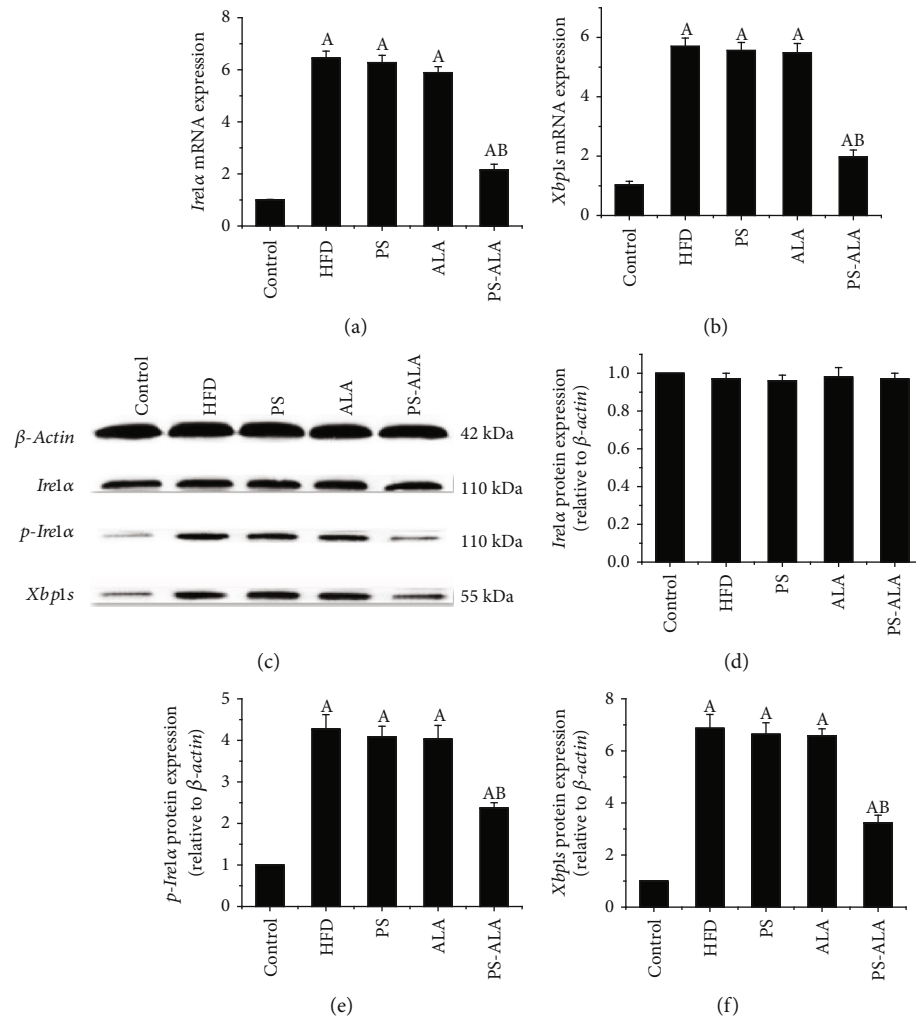 8
6
4
2
0
Ire1α mRNA expression
A
A
A
AB
Control
HFD
PS
ALA
PS-ALA
(a)
6
4
2
0
Xbp1s mRNA expression
A
A
A
AB
Control
HFD
PS
ALA
PS-ALA
(b)
Control
HFD
PS
ALA
PS-ALA
β-Actin
42 kDa
Ire1α
110 kDa
p-Ire1α
110 kDa
Xbp1s
55 kDa
(c)
1.0
0.8
0.6
0.4
0.2
0.0
Ire1α protein expression
(relative to β-actin)
Control
HFD
PS
ALA
PS-ALA
(d)
5
4
3
2
1
0
p-Ire1α protein expression
(relative to β-actin)
A
A
A
AB
Control
HFD
PS
ALA
PS-ALA
(e)
8
6
4
2
0
Xbp1s protein expression
(relative to β-actin)
A
A
A
AB
Control
HFD
PS
ALA
PS-ALA
(f)